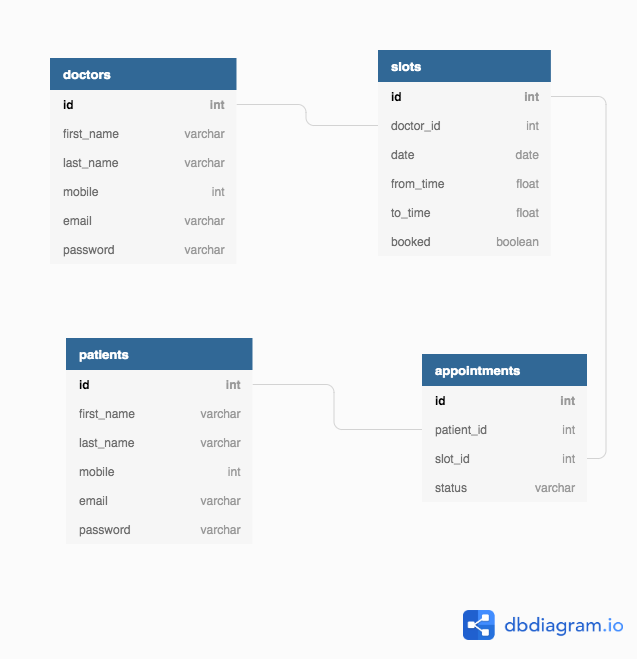 doctors
id int
first_name varchar
last_name varchar
mobile int
email varchar
password varchar
slots
id int
doctor_id int
date date
from_time float
to_time float
booked boolean
patients
id int
first_name varchar
last_name varchar
mobile int
email varchar
password varchar
appointments
id int
patient_id int
slot_id int
status varchar
dbdiagram.io